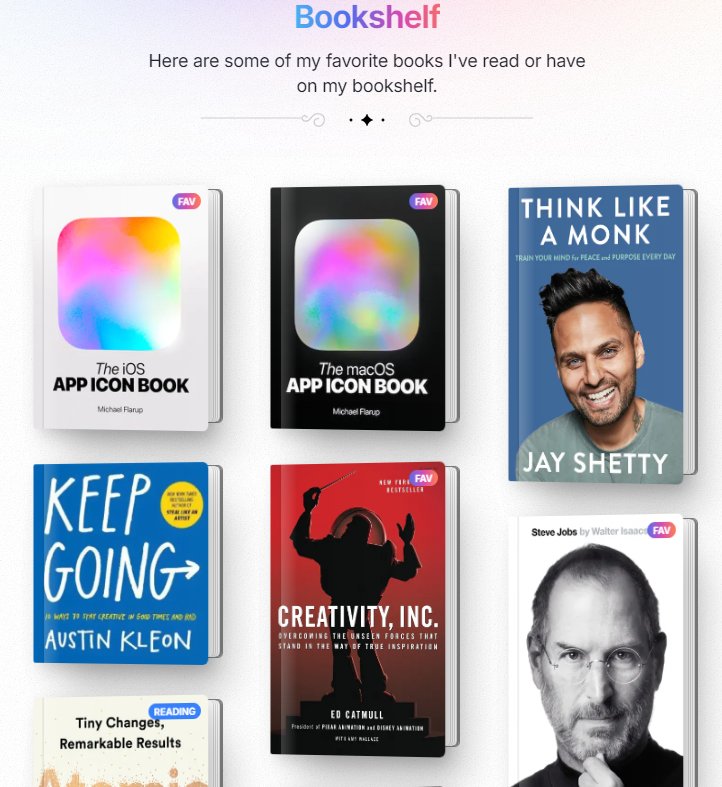 Bookshelf
Here are some of my favorite books I've read or have
on my bookshelf.
FAV
The iOS
APP ICON BOOK
Michael Flarup
FAV
The macOS
APP ICON BOOK
Michael Flarup
THINK LIKE
A MONK
TRAIN YOUR MIND for PEACE and PURPOSE EVERY DAY
JAY SHETTY
KEEP
GOING
NEW YORK TIMES
BESTSELLING
AUTHOR OF
STEAL LIKE AN
ARTIST
10 WAYS TO STAY CREATIVE IN GOOD TIMES AND BAD
AUSTIN KLEON
FAV
NEW YOR
BESTSELLER
CREATIVITY, INC.
OVERCOMING THE UNSEEN FORCES THAT
STAND IN THE WAY OF TRUE INSPIRATION
ED CATMULL
President of PIXAR ANIMATION and DISNEY ANIMATION
WITH AMY WALLACE
Steve Jobs by Walter Isaacs
FAV
READING
Tiny Changes,
Remarkable Results
Atomic